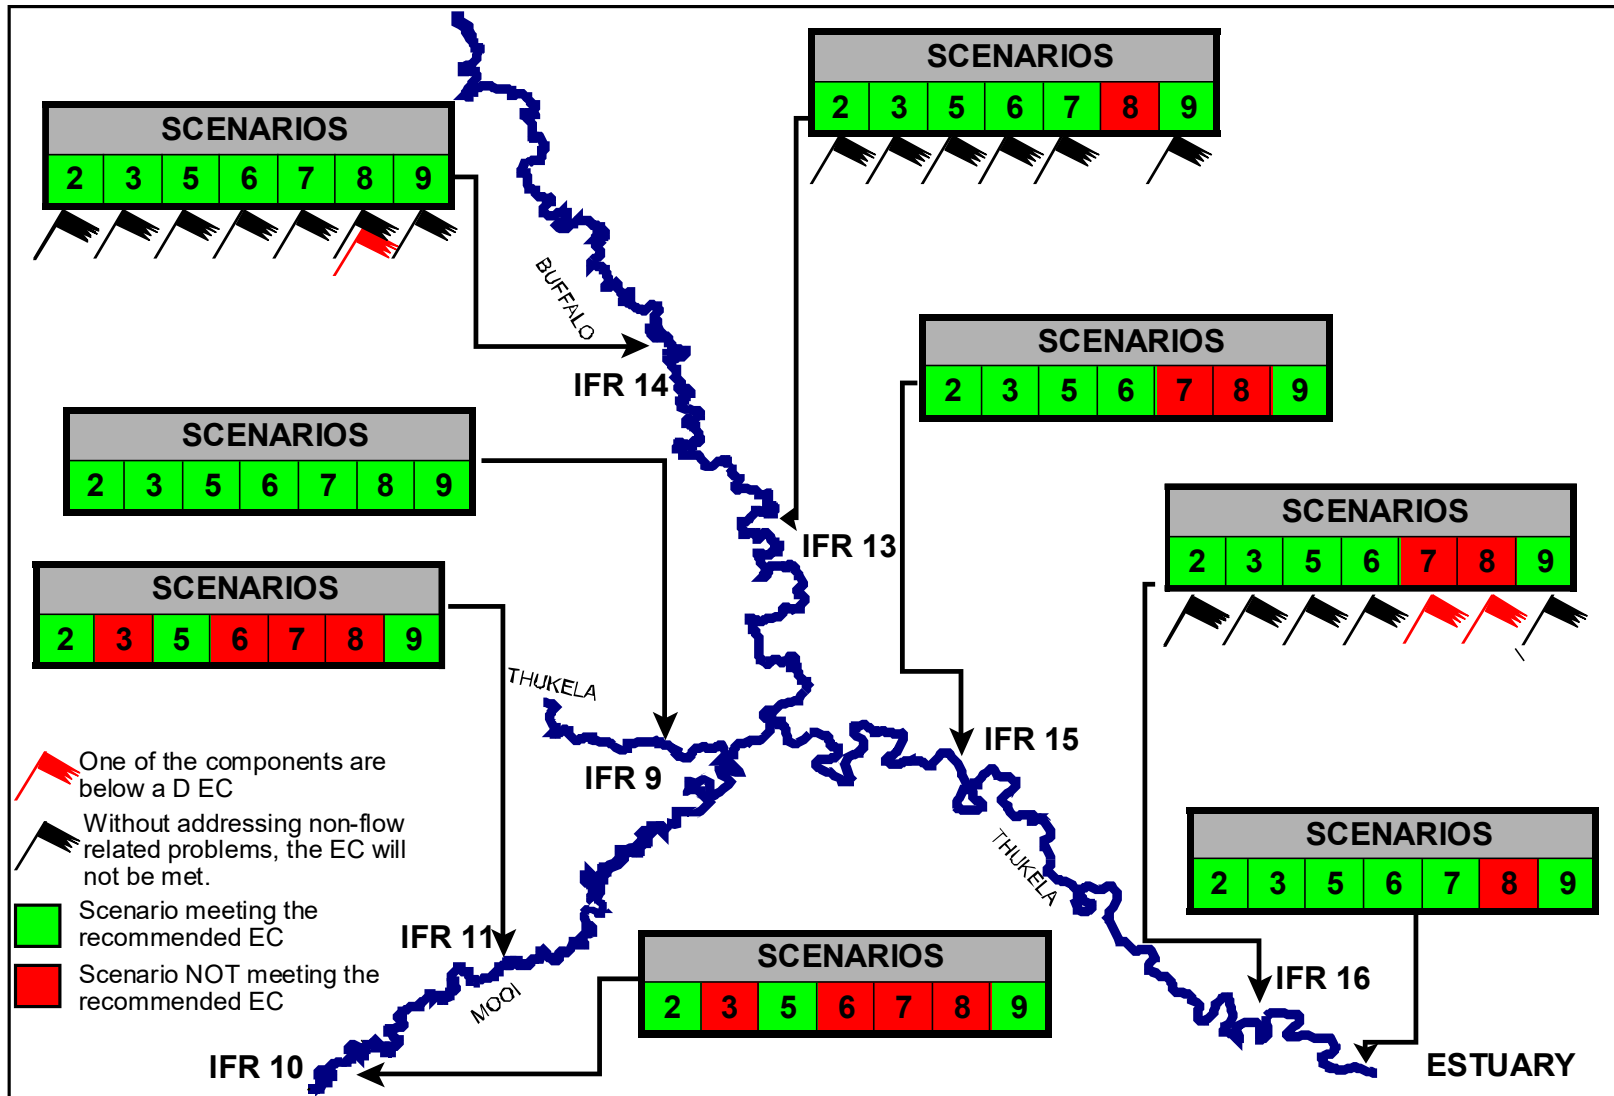 SCENARIOS
2 3 5 6 7 8 9
SCENARIOS
2 3 5 6 7 8 9
BUFFALO
IFR 14
SCENARIOS
2 3 5 6 7 8 9
SCENARIOS
2 3 5 6 7 8 9
IFR 13
SCENARIOS
2 3 5 6 7 8 9
SCENARIOS
2 3 5 6 7 8 9
THUKELA
IFR 9
IFR 15
THUKELA
One of the components are
below a D EC
Without addressing non-flow
related problems, the EC will
not be met.
Scenario meeting the
recommended EC
Scenario NOT meeting the
recommended EC
SCENARIOS
2 3 5 6 7 8 9
IFR 11
MOOI
SCENARIOS
2 3 5 6 7 8 9
IFR 16
IFR 10
ESTUARY